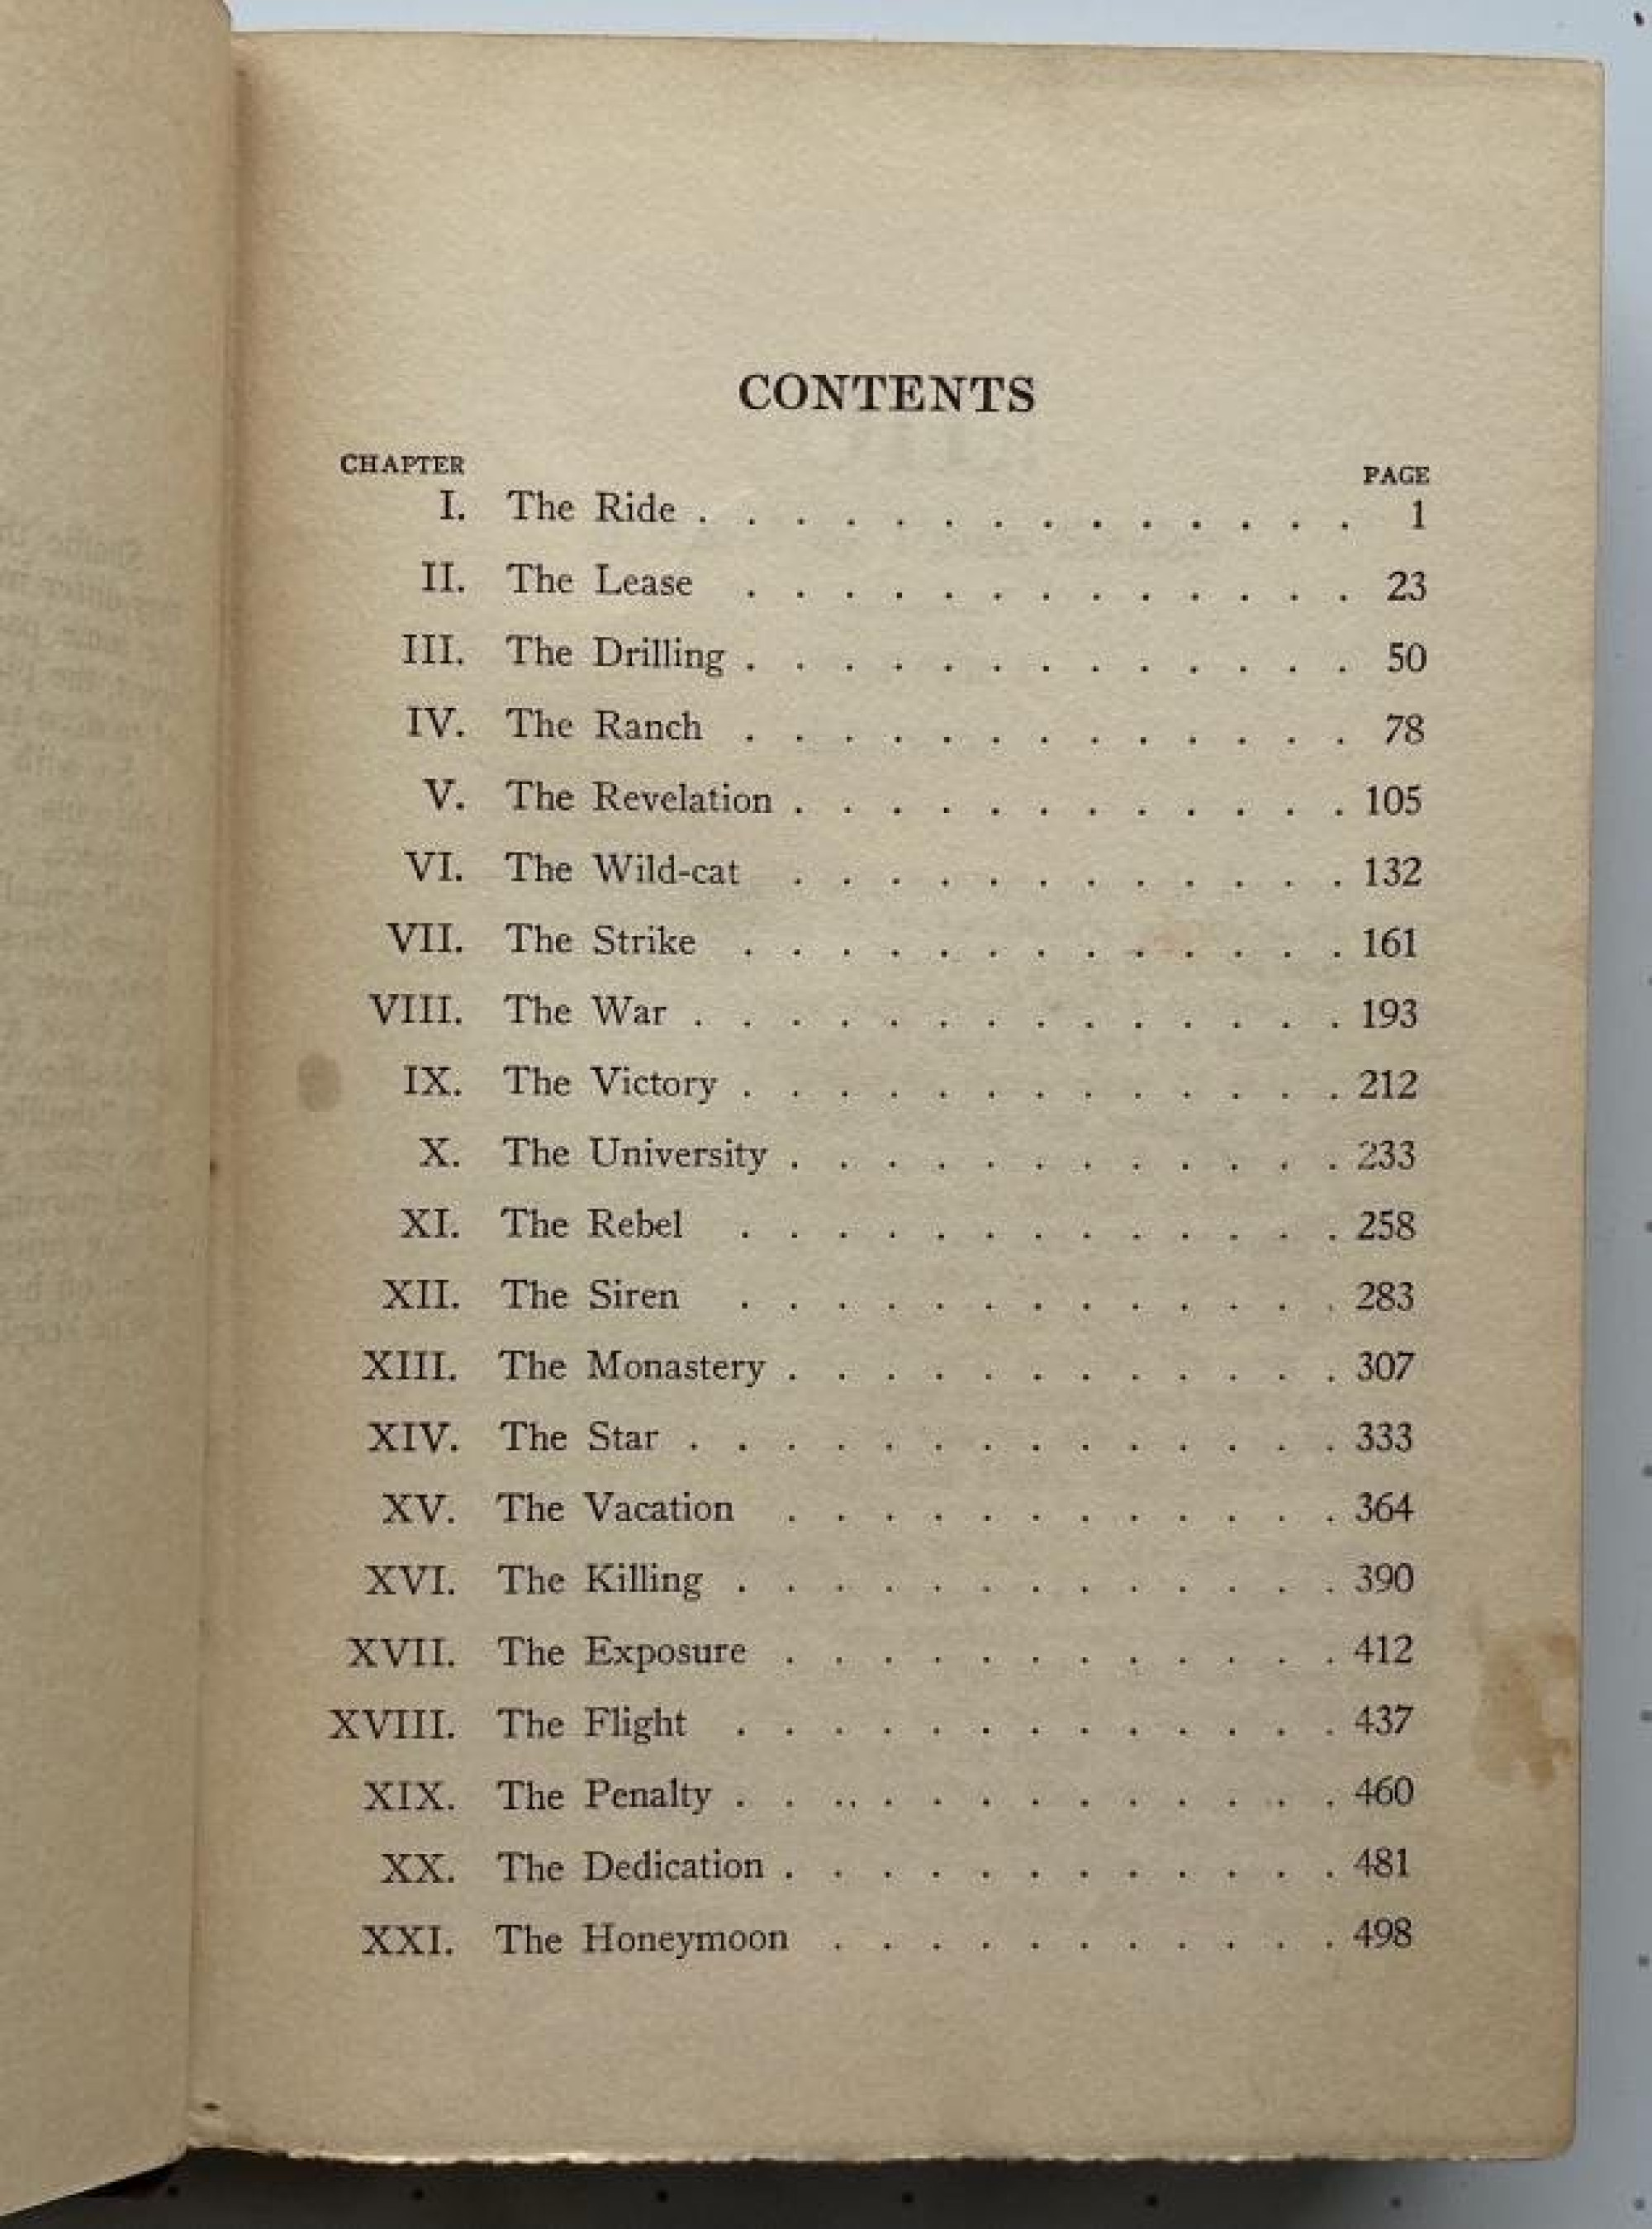 CONTENTS
CHAPTER PAGE
I. The Ride . . . . . . . . . . . . . . 1
II. The Lease . . . . . . . . . . . . . 23
III. The Drilling . . . . . . . . . . . . . 50
IV. The Ranch . . . . . . . . . . . . . 78
V. The Revelation . . . . . . . . . . . . 105
VI. The Wild-cat . . . . . . . . . . . . 132
VII. The Strike . . . . . . . . . . . . . 161
VIII. The War . . . . . . . . . . . . . . 193
IX. The Victory . . . . . . . . . . . . . 212
X. The University . . . . . . . . . . . . 233
XI. The Rebel . . . . . . . . . . . . . 258
XII. The Siren . . . . . . . . . . . . . 283
XIII. The Monastery . . . . . . . . . . . . 307
XIV. The Star . . . . . . . . . . . . . . 333
XV. The Vacation . . . . . . . . . . . . 364
XVI. The Killing . . . . . . . . . . . . . 390
XVII. The Exposure . . . . . . . . . . . . 412
XVIII. The Flight . . . . . . . . . . . . . 437
XIX. The Penalty . . . . . . . . . . . . . 460
XX. The Dedication . . . . . . . . . . . . 481
XXI. The Honeymoon . . . . . . . . . . . 498